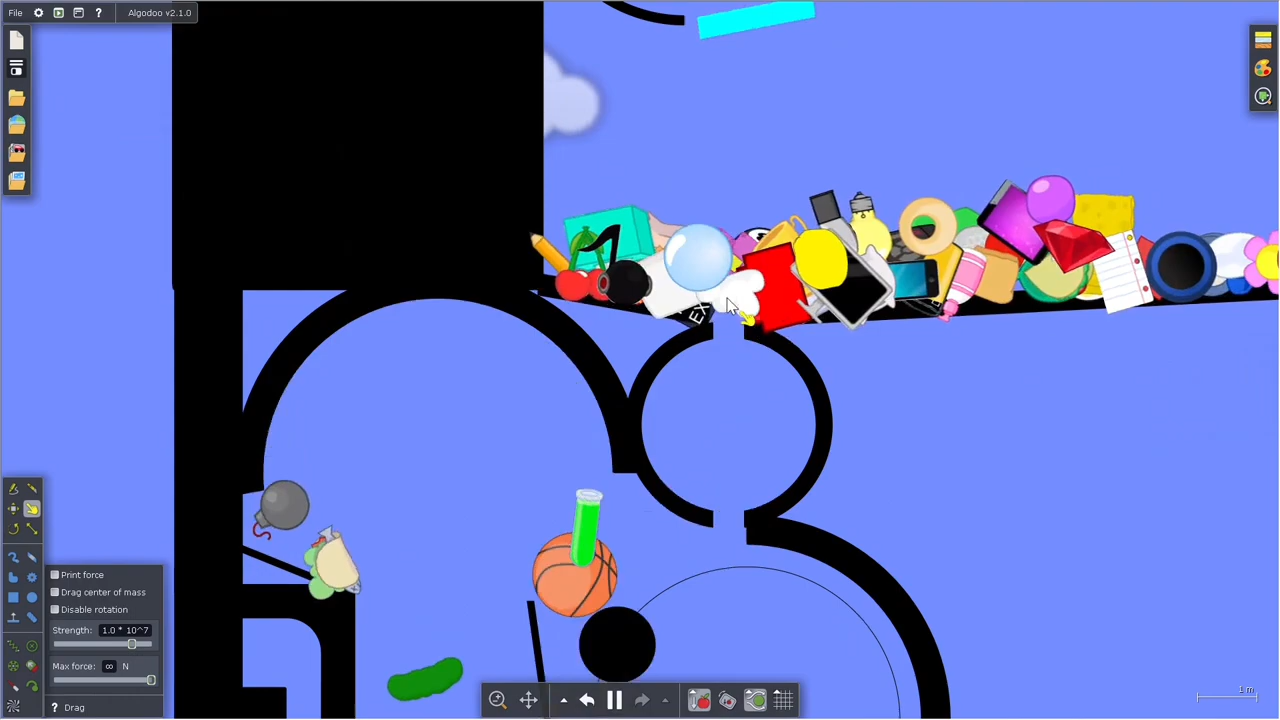 File
?
Algodoo v2.1.0
EX
Print force
Drag center of mass
Disable rotation
Strength: 1.0 * 10^7
Max force: ∞ N
? Drag
1 m